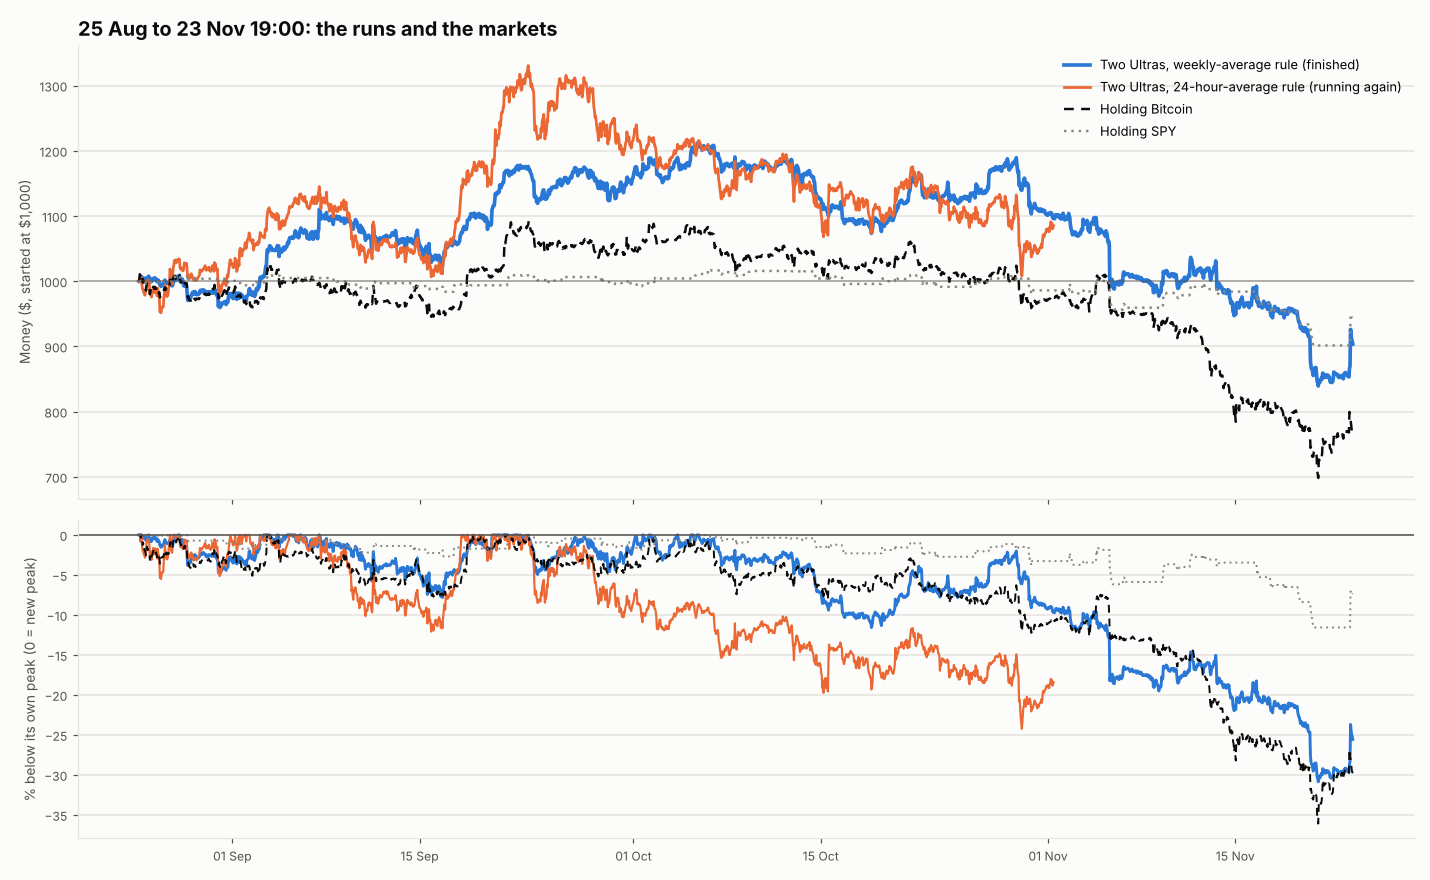 25 Aug to 23 Nov 19:00: the runs and the markets
Two Ultras, weekly-average rule (finished)
Two Ultras, 24-hour-average rule (running again)
Holding Bitcoin
Holding SPY
Money ($, started at $1,000)
1300
1200
1100
1000
900
800
700
% below its own peak (0 = new peak)
0
−5
−10
−15
−20
−25
−30
−35
01 Sep
15 Sep
01 Oct
15 Oct
01 Nov
15 Nov